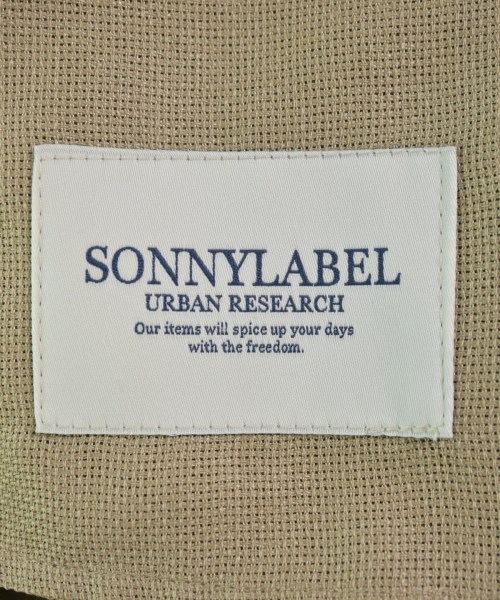 SONNYLABEL
URBAN RESEARCH
Our items will spice up your days
with the freedom.